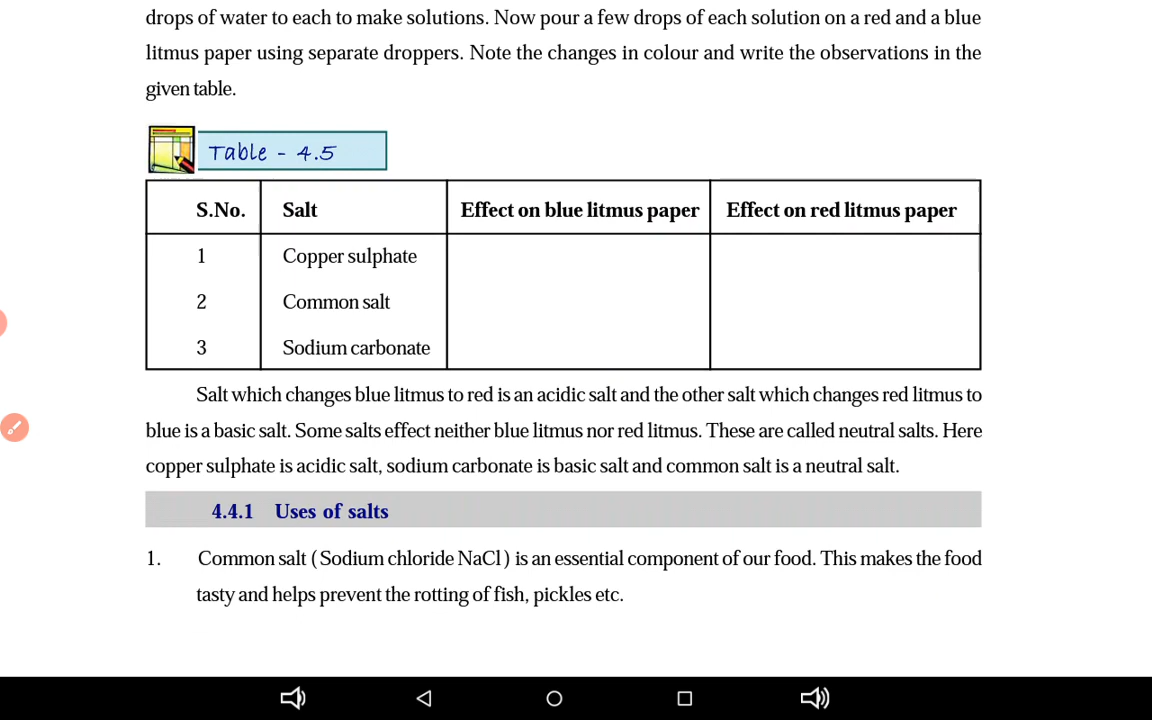 drops of water to each to make solutions. Now pour a few drops of each solution on a red and a blue
litmus paper using separate droppers. Note the changes in colour and write the observations in the
given table.
Table - 4.5
S.No. Salt Effect on blue litmus paper Effect on red litmus paper
1 Copper sulphate
2 Common salt
3 Sodium carbonate
Salt which changes blue litmus to red is an acidic salt and the other salt which changes red litmus to
blue is a basic salt. Some salts effect neither blue litmus nor red litmus. These are called neutral salts. Here
copper sulphate is acidic salt, sodium carbonate is basic salt and common salt is a neutral salt.
4.4.1 Uses of salts
1. Common salt (Sodium chloride NaCl) is an essential component of our food. This makes the food
tasty and helps prevent the rotting of fish, pickles etc.